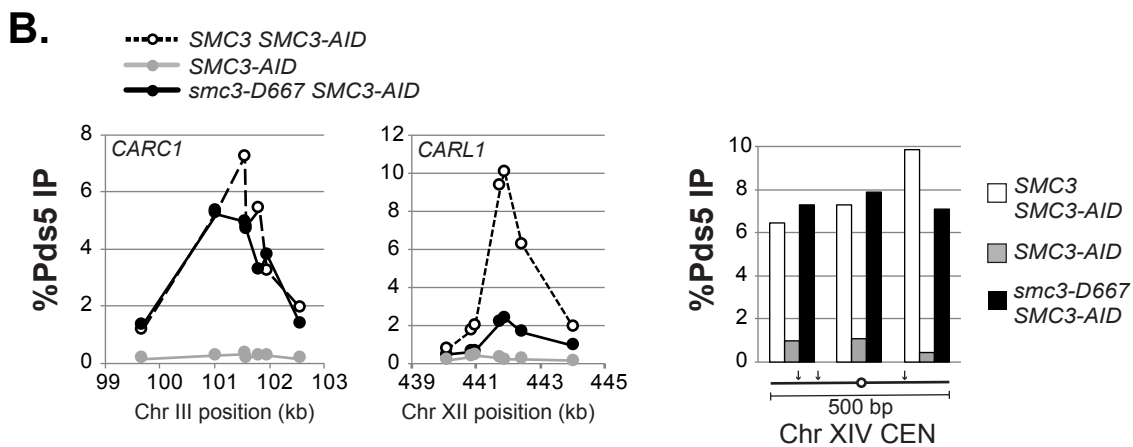 B.
SMC3 SMC3-AID
SMC3-AID
smc3-D667 SMC3-AID
%Pds5 IP
8
6
4
2
0
CARC1
99 100 101 102 103
Chr III position (kb)
12
10
8
6
4
2
0
CARL1
439 441 443 445
Chr XII poisition (kb)
%Pds5 IP
10
8
6
4
2
0
500 bp
Chr XIV CEN
SMC3
SMC3-AID
SMC3-AID
smc3-D667
SMC3-AID